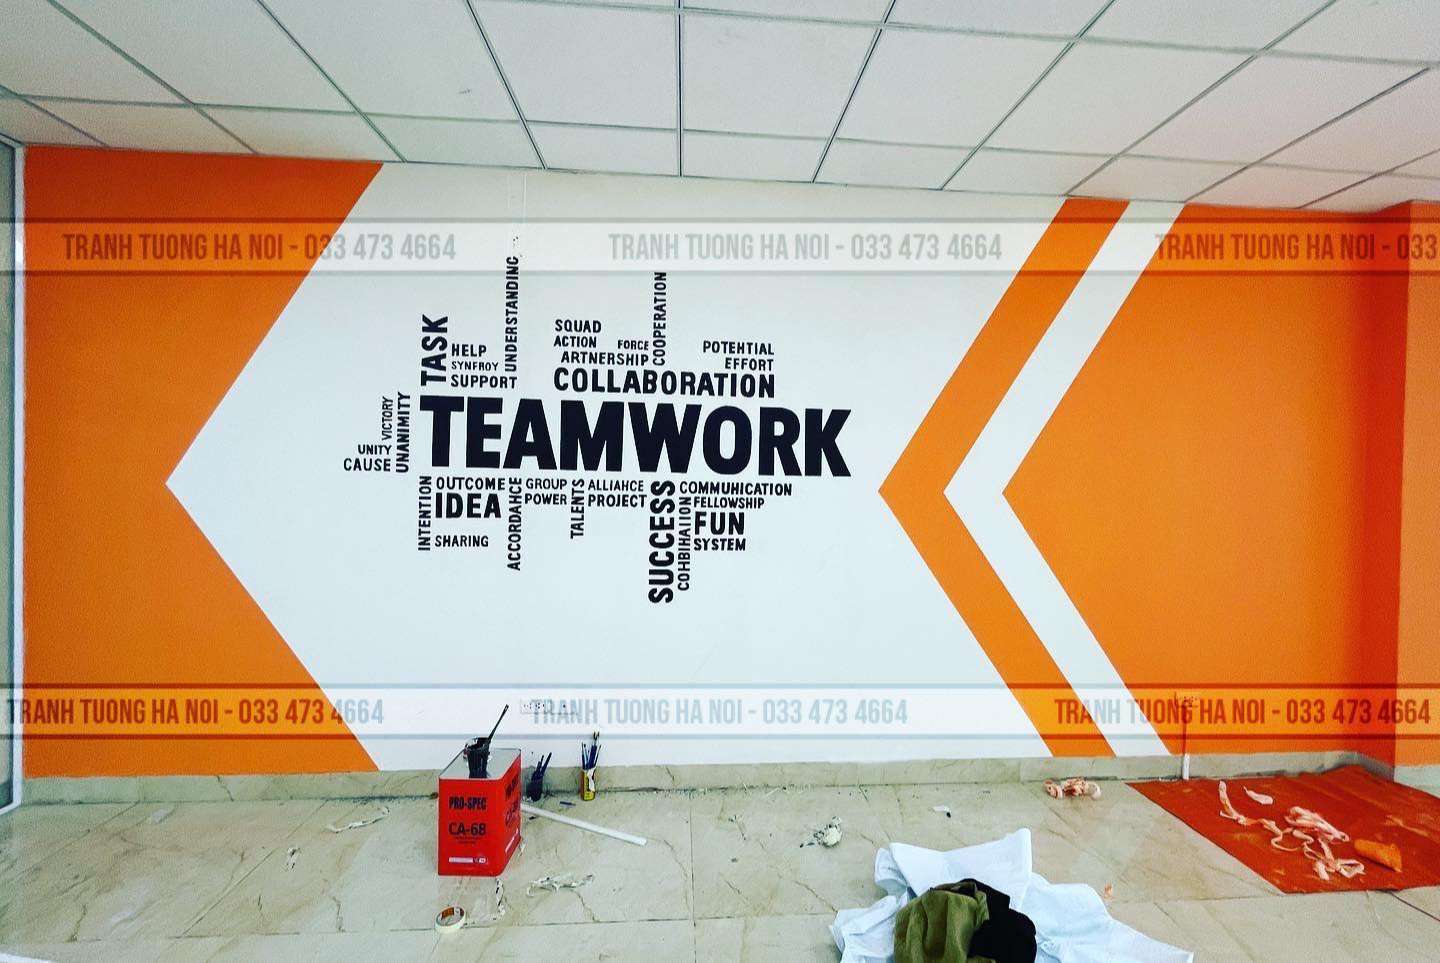 TRANH TUONG HA NOI - 033 473 4664
TRANH TUONG HA NOI - 033 473 4664
TRANH TUONG HA NOI - 033
TASK
HELP
SYNFROY
SUPPORT
UNDERSTANDING
SQUAD
ACTION
FORCE
ARTNERSHIP
COOPERATION
COLLABORATION
POTEHTIAL
EFFORT
VICTORY
UNANIMITY
UNITY
CAUSE
TEAMWORK
INTENTION
OUTCOME
IDEA
SHARING
ACCORDAHCE
GROUP
POWER
TALENTS
ALLIAHCE
PROJECT
SUCCESS
COHBIHAIION
COMMUHICATION
FELLOWSHIP
FUN
SYSTEM
TRANH TUONG HA NOI - 033 473 4664
TRANH TUONG HA NOI - 033 473 4664
TRANH TUONG HA NOI - 033 473 4664
PRO-SPEC
CA-68